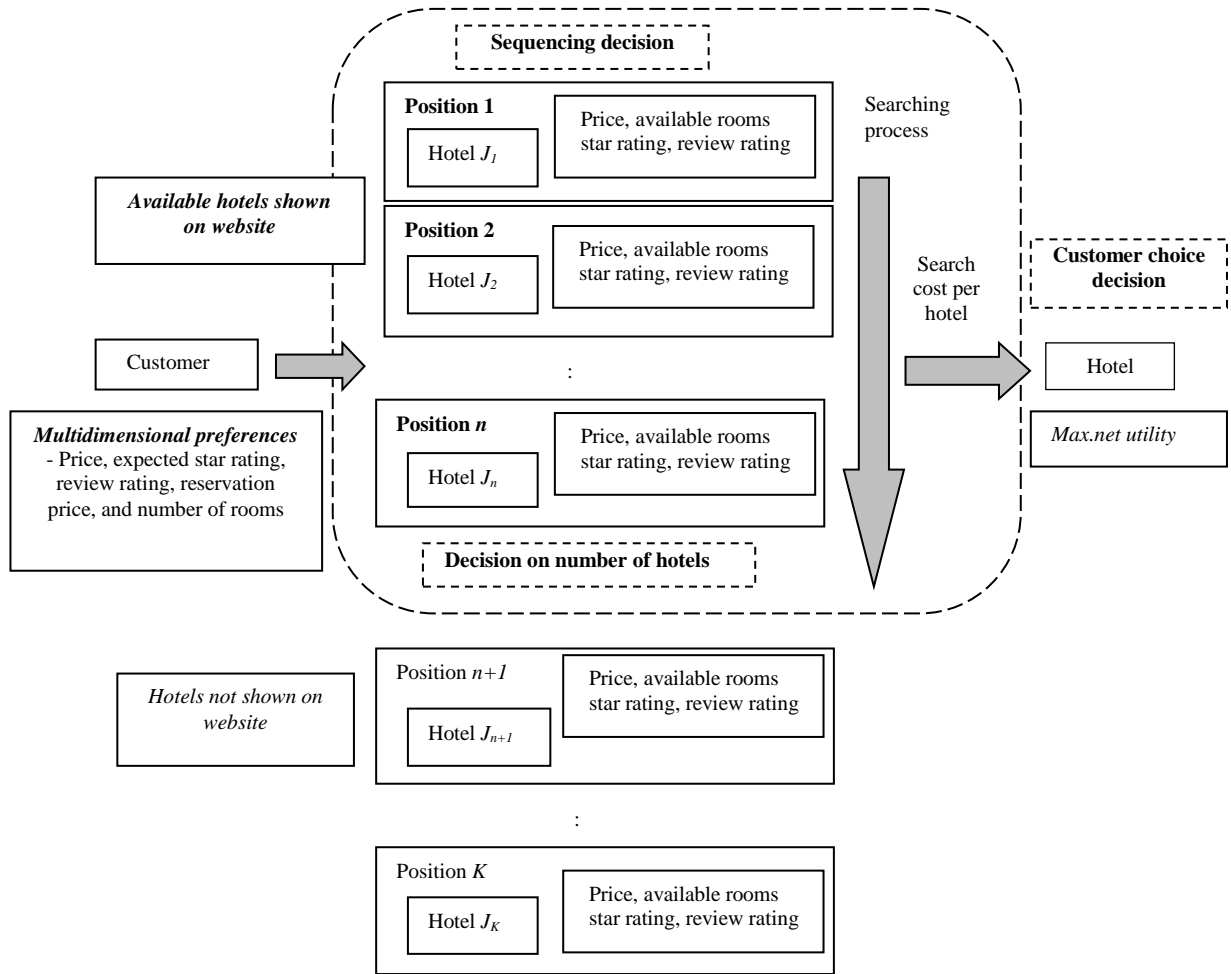 Sequencing decision
Position 1
Hotel J1
Price, available rooms
star rating, review rating
Searching
process
Available hotels shown
on website
Position 2
Hotel J2
Price, available rooms
star rating, review rating
Search
cost per
hotel
Customer choice
decision
Customer
:
Hotel
Multidimensional preferences
- Price, expected star rating,
review rating, reservation
price, and number of rooms
Position n
Hotel Jn
Price, available rooms
star rating, review rating
Max.net utility
Decision on number of hotels
Hotels not shown on
website
Position n+1
Hotel Jn+1
Price, available rooms
star rating, review rating
:
Position K
Hotel JK
Price, available rooms
star rating, review rating